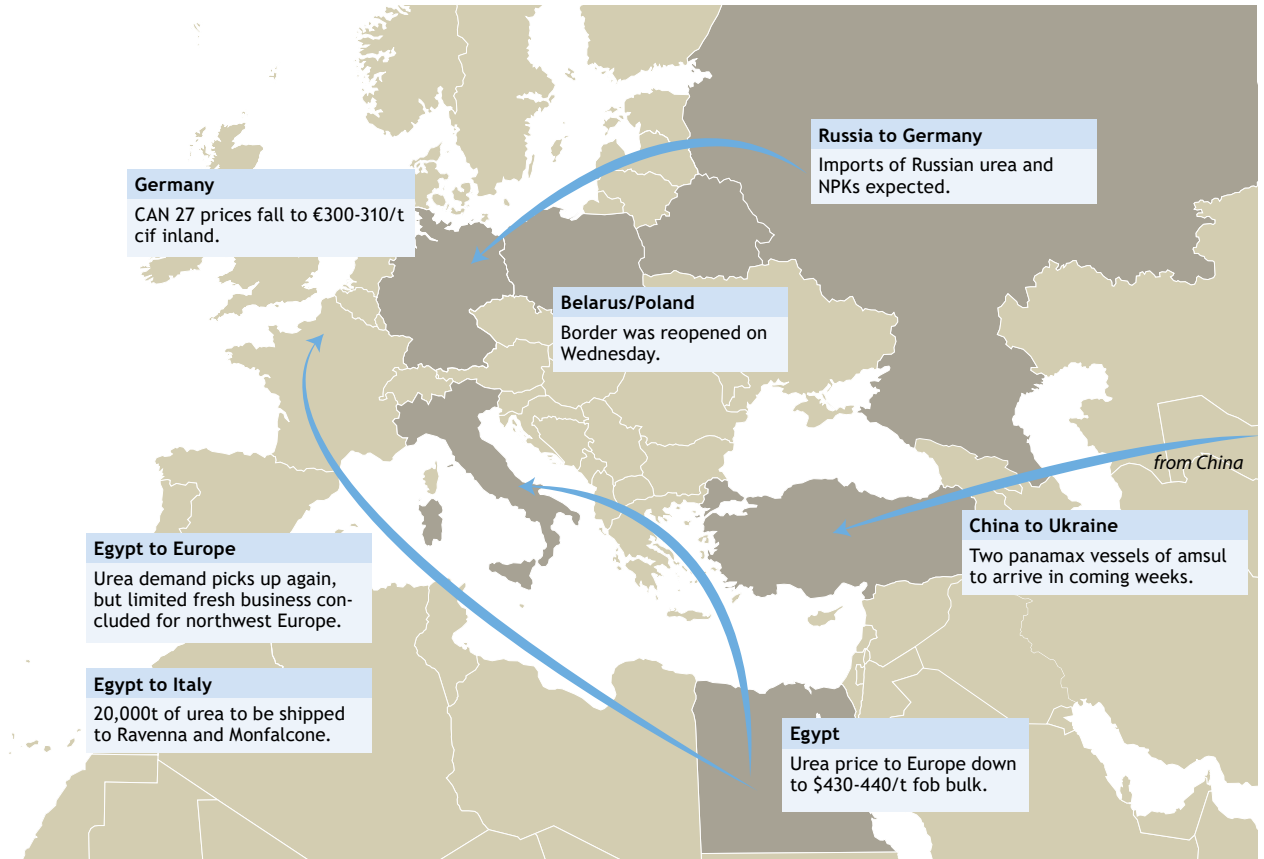 Russia to Germany
Imports of Russian urea and
NPKs expected.
Germany
CAN 27 prices fall to €300-310/t
cif inland.
Belarus/Poland
Border was reopened on
Wednesday.
from China
China to Ukraine
Two panamax vessels of amsul
to arrive in coming weeks.
Egypt to Europe
Urea demand picks up again,
but limited fresh business con-
cluded for northwest Europe.
Egypt to Italy
20,000t of urea to be shipped
to Ravenna and Monfalcone.
Egypt
Urea price to Europe down
to $430-440/t fob bulk.